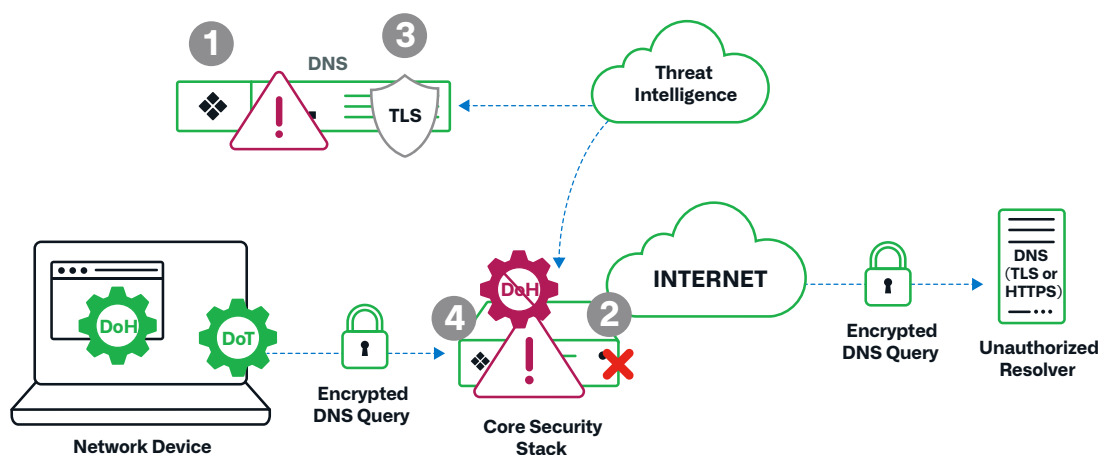 1
3
DNS
TLS
Threat
Intelligence
INTERNET
DNS
(TLS or
HTTPS)
DoH
DoH
DoT
4
2
Encrypted
DNS Query
Encrypted
DNS Query
Unauthorized
Resolver
Core Security
Stack
Network Device